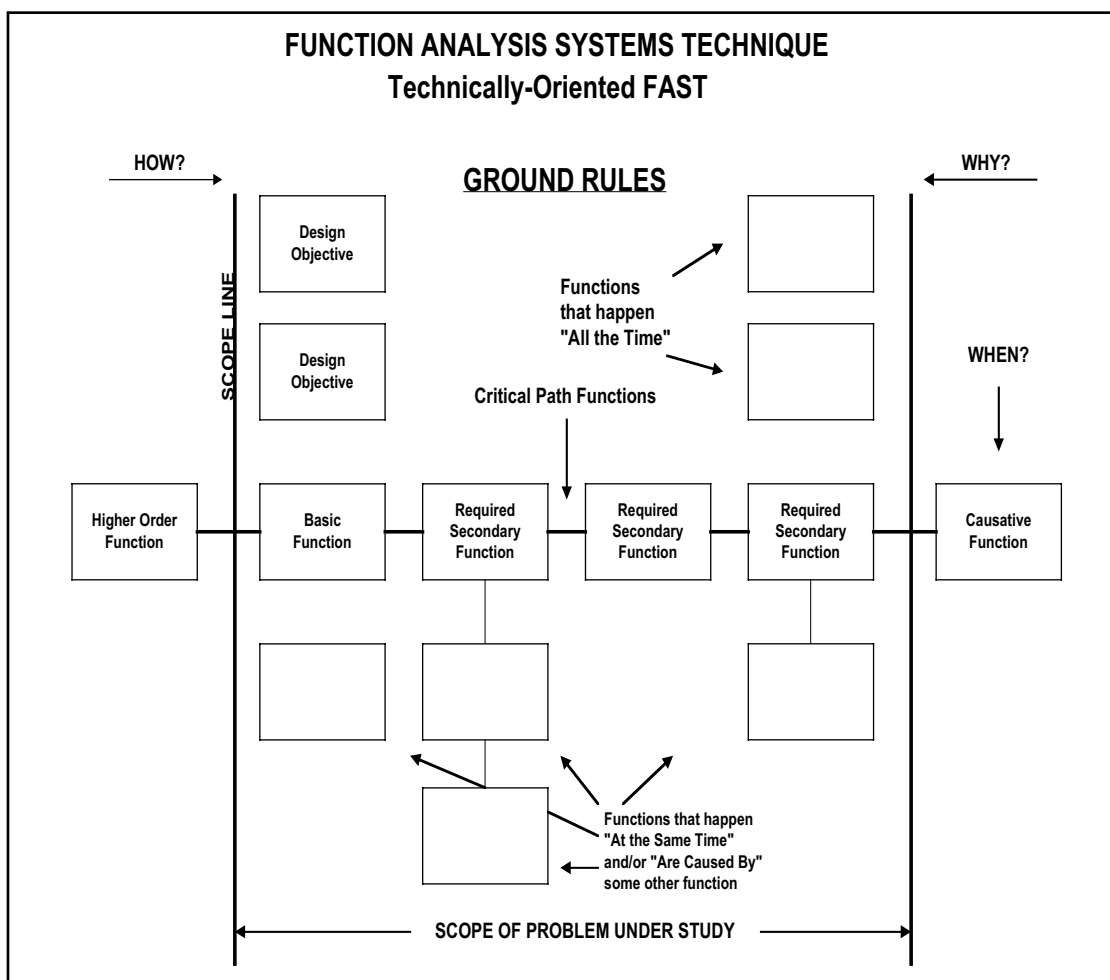 FUNCTION ANALYSIS SYSTEMS TECHNIQUE
Technically-Oriented FAST
HOW?
WHY?
GROUND RULES
SCOPE LINE
Design
Objective
Functions
that happen
"All the Time"
Design
Objective
WHEN?
Critical Path Functions
Higher Order
Function
Basic
Function
Required
Secondary
Function
Required
Secondary
Function
Required
Secondary
Function
Causative
Function
Functions that happen
"At the Same Time"
and/or "Are Caused By"
some other function
SCOPE OF PROBLEM UNDER STUDY